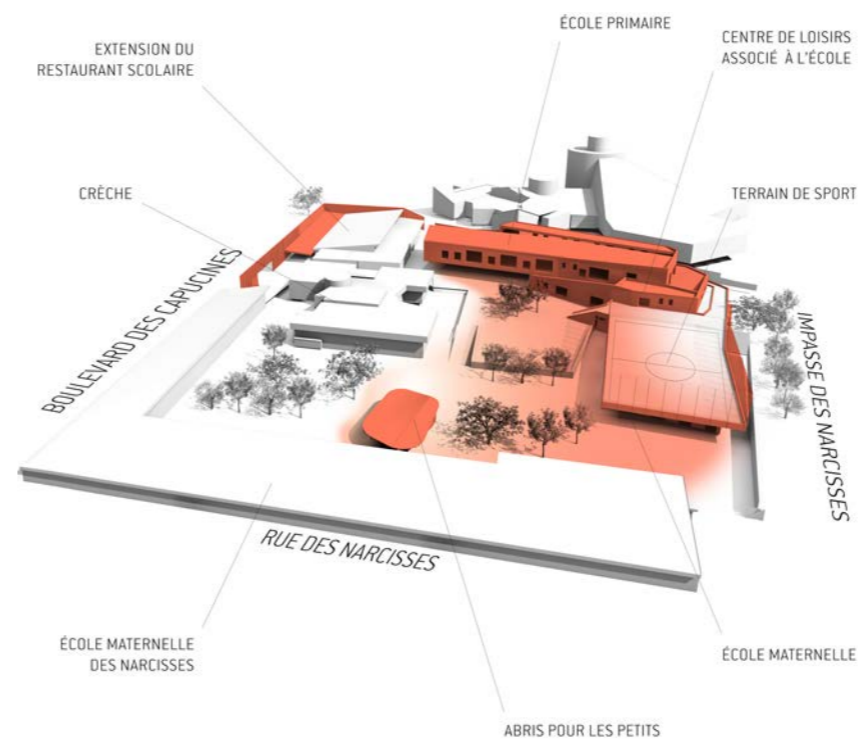 ÉCOLE PRIMAIRE
CENTRE DE LOISIRS
ASSOCIÉ À L'ÉCOLE
EXTENSION DU
RESTAURANT SCOLAIRE
CRÈCHE
TERRAIN DE SPORT
BOULEVARD DES CAPUCINES
IMPASSE DES NARCISSES
RUE DES NARCISSES
ÉCOLE MATERNELLE
DES NARCISSES
ÉCOLE MATERNELLE
ABRIS POUR LES PETITS